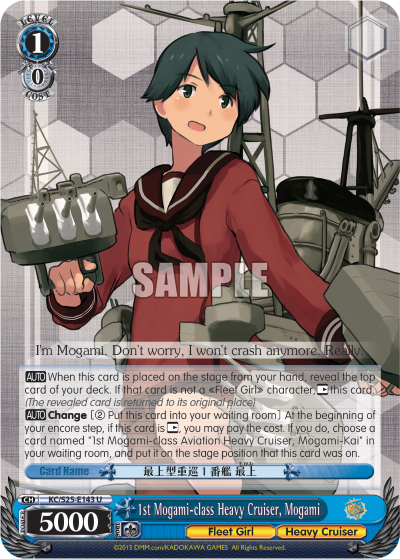 LEVEL
1
0
COST
SAMPLE
I'm Mogami. Don't worry, I won't crash anymore. Really.
AUTO When this card is placed on the stage from your hand, reveal the
top card of your deck. If that card is not a «Fleet Girl» character, this card.
(The revealed card is returned to its original place)
AUTO Change [② Put this card into your waiting room] At the beginning of
your encore step, if this card is, you may pay the cost. If you do, choose a
card named "1st Mogami-class Aviation Heavy Cruiser, Mogami-Kai" in
your waiting room, and put it on the stage position that this card was on.
Card Name
最上型重巡1番艦 最上
CH
KC/S25-E143 U
POWER
5000
SOUL
1st Mogami-class Heavy Cruiser, Mogami
Fleet Girl
Heavy Cruiser
©2015 DMM.com/KADOKAWA GAMES All Rights Reserved.